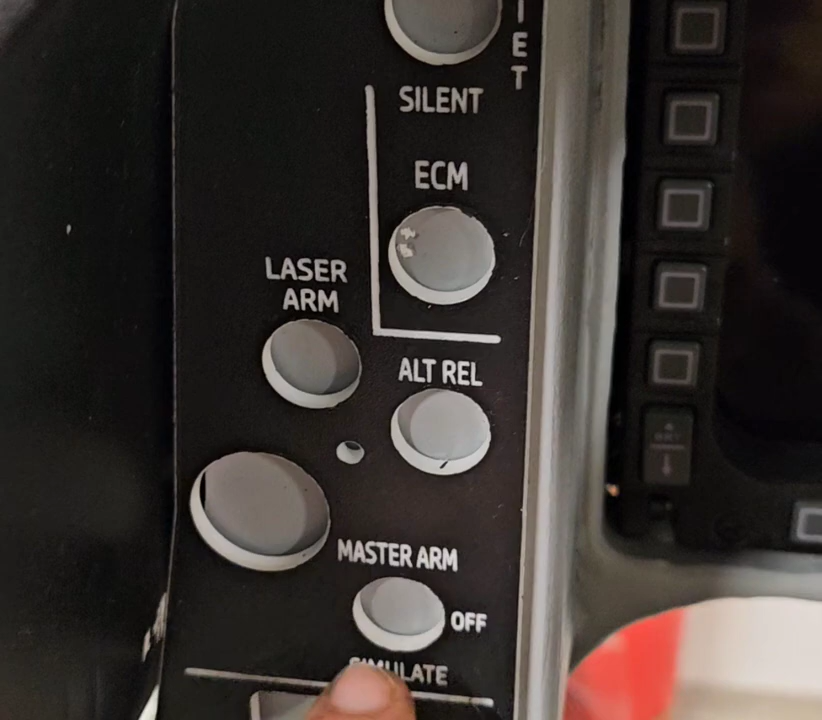 I
E
T
SILENT
ECM
LASER
ARM
ALT REL
MASTER ARM
OFF
SIMULATE